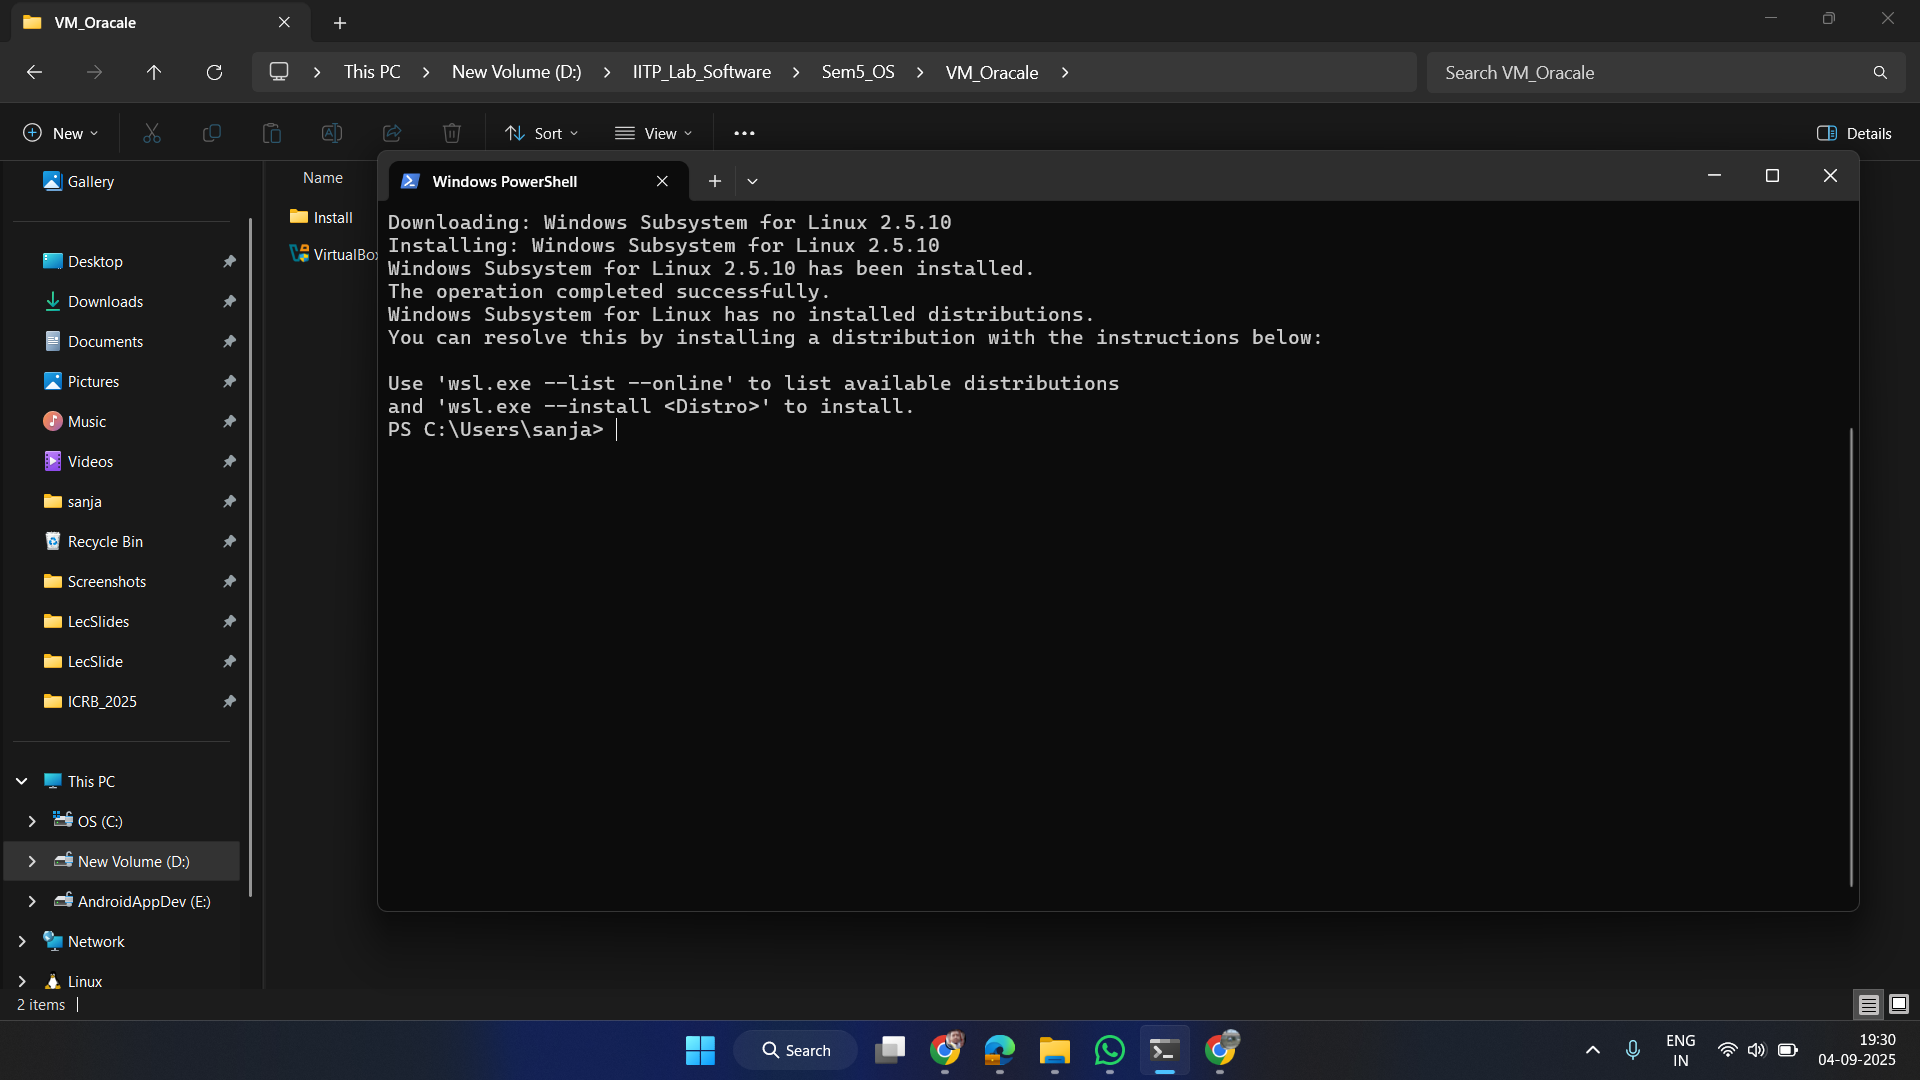 VM_Oracale
This PC
New Volume (D:)
IITP_Lab_Software
Sem5_OS
VM_Oracale
Search VM_Oracale
New
Sort
View
Details
Gallery
Desktop
Downloads
Documents
Pictures
Music
Videos
sanja
Recycle Bin
Screenshots
LecSlides
LecSlide
ICRB_2025
This PC
OS (C:)
New Volume (D:)
AndroidAppDev (E:)
Network
Linux
Name
Install
VirtualBox
Windows PowerShell
Downloading: Windows Subsystem for Linux 2.5.10
Installing: Windows Subsystem for Linux 2.5.10
Windows Subsystem for Linux 2.5.10 has been installed.
The operation completed successfully.
Windows Subsystem for Linux has no installed distributions.
You can resolve this by installing a distribution with the instructions below:
Use 'wsl.exe --list --online' to list available distributions
and 'wsl.exe --install <Distro>' to install.
PS C:\Users\sanja>
2 items
Search
ENG
IN
19:30
04-09-2025